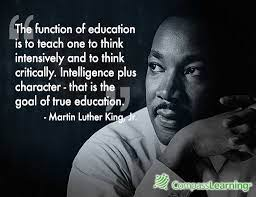 "The function of education
is to teach one to think
intensively and to think
critically. Intelligence plus
character - that is the
goal of true education. "
- Martin Luther King, Jr.
CompassLearning®